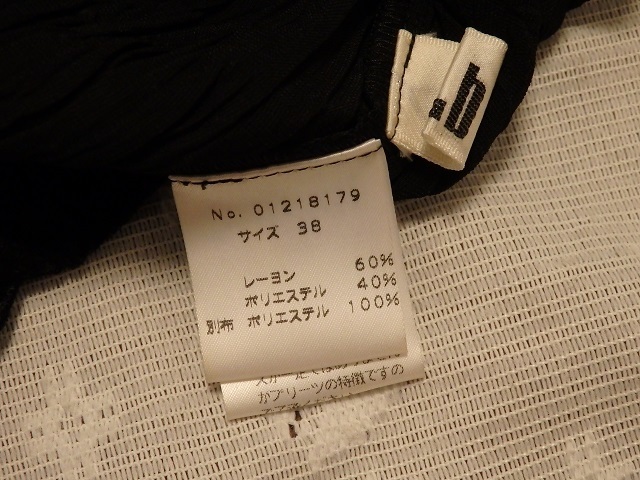 No. 01218179
サイズ 38
レーヨン 60%
ポリエステル 40%
別布 ポリエステル 100%
がプリーツの特徴ですの